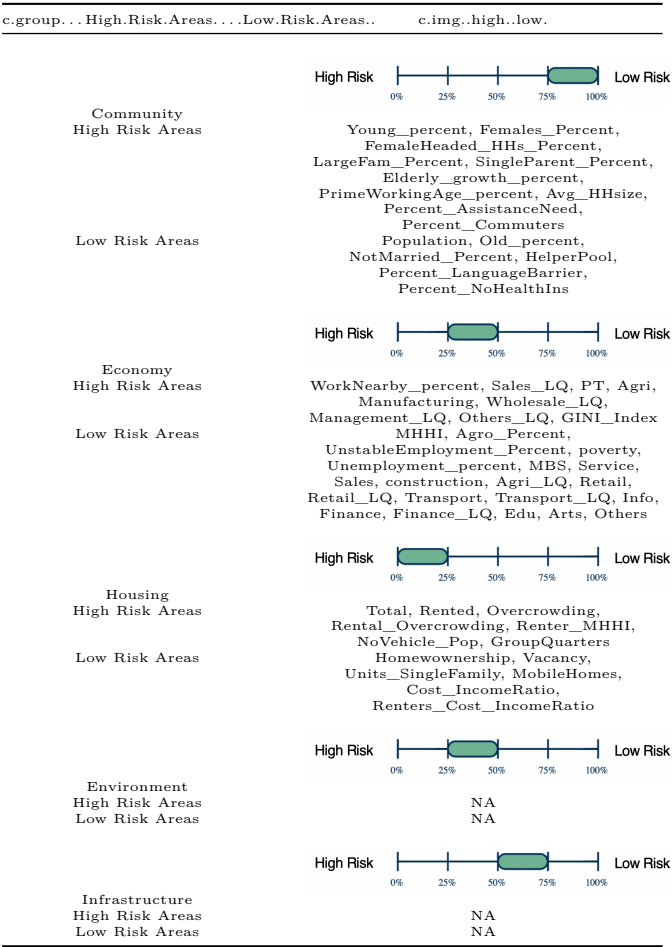 c.group...High.Risk.Areas....Low.Risk.Areas.. c.img..high..low.
High Risk Low Risk
0% 25% 50% 75% 100%
Community
High Risk Areas Young_percent, Females_Percent,
FemaleHeaded_HHs_Percent,
LargeFam_Percent, SingleParent_Percent,
Elderly_growth_percent,
PrimeWorkingAge_percent, Avg_HHsize,
Percent_AssistanceNeed,
Percent_Commuters
Low Risk Areas Population, Old_percent,
NotMarried_Percent, HelperPool,
Percent_LanguageBarrier,
Percent_NoHealthIns
High Risk Low Risk
0% 25% 50% 75% 100%
Economy
High Risk Areas WorkNearby_percent, Sales_LQ, PT, Agri,
Manufacturing, Wholesale_LQ,
Management_LQ, Others_LQ, GINI_Index
Low Risk Areas MHHI, Agro_Percent,
UnstableEmployment_Percent, poverty,
Unemployment_percent, MBS, Service,
Sales, construction, Agri_LQ, Retail,
Retail_LQ, Transport, Transport_LQ, Info,
Finance, Finance_LQ, Edu, Arts, Others
High Risk Low Risk
0% 25% 50% 75% 100%
Housing
High Risk Areas Total, Rented, Overcrowding,
Rental_Overcrowding, Renter_MHHI,
NoVehicle_Pop, GroupQuarters
Low Risk Areas Homewownership, Vacancy,
Units_SingleFamily, MobileHomes,
Cost_IncomeRatio,
Renters_Cost_IncomeRatio
High Risk Low Risk
0% 25% 50% 75% 100%
Environment
High Risk Areas NA
Low Risk Areas NA
High Risk Low Risk
0% 25% 50% 75% 100%
Infrastructure
High Risk Areas NA
Low Risk Areas NA